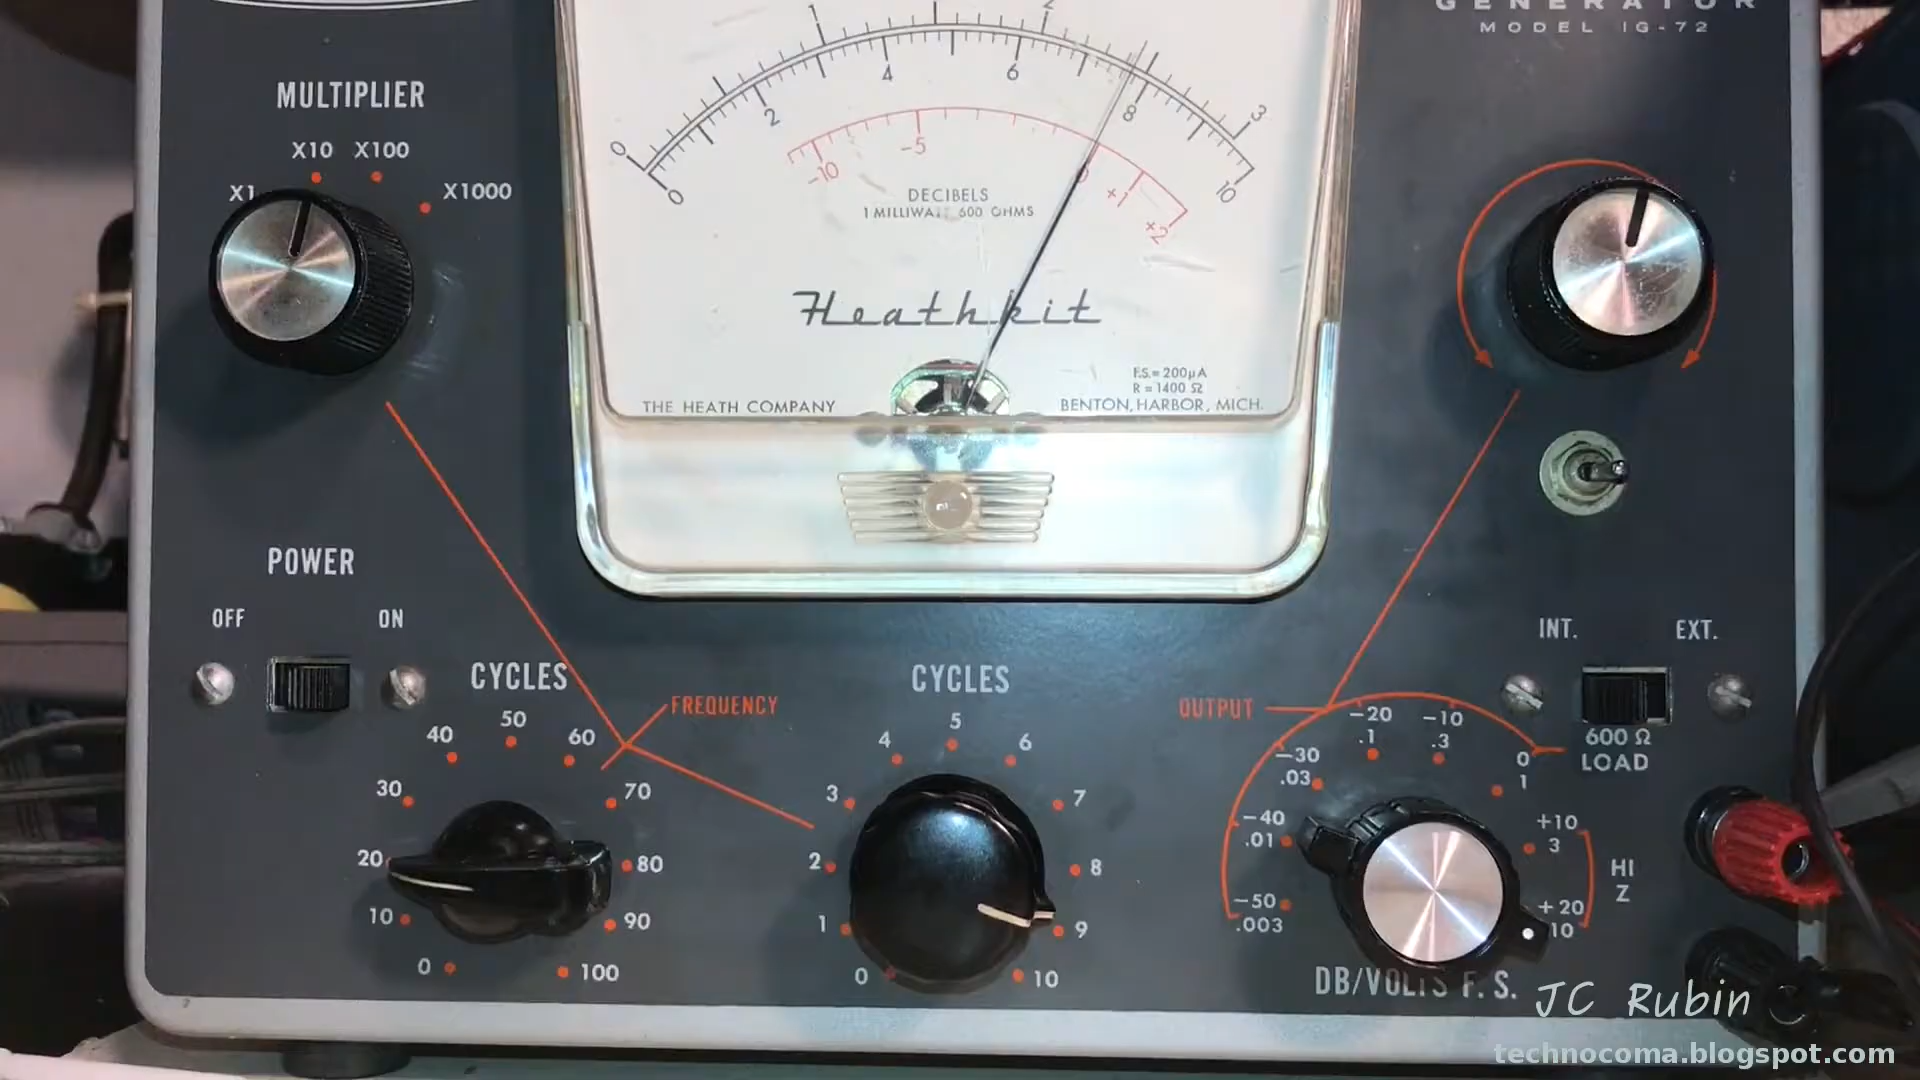 GENERATOR
MODEL IG-72
MULTIPLIER
X1
X10
X100
X1000
0
1
2
3
0
2
4
6
8
10
-10
-5
0
+1
+2
DECIBELS
1 MILLIWATT 600 OHMS
Heathkit
F.S. = 200µA
R = 1400 Ω
THE HEATH COMPANY
BENTON, HARBOR, MICH.
POWER
OFF
ON
CYCLES
FREQUENCY
0
10
20
30
40
50
60
70
80
90
100
CYCLES
0
1
2
3
4
5
6
7
8
9
10
OUTPUT
-50
.003
-40
.01
-30
.03
-20
.1
-10
.3
0
1
+10
3
+20
10
HI
Z
DB/VOLTS F.S.
INT.
EXT.
600 Ω
LOAD
JC Rubin
technocoma.blogspot.com